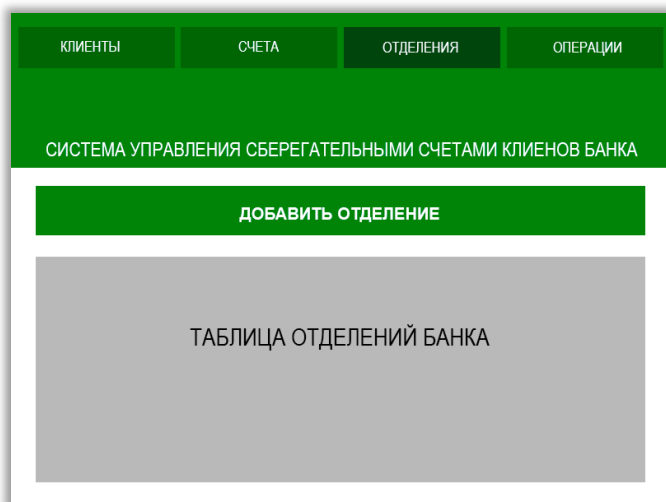 КЛИЕНТЫ СЧЕТА ОТДЕЛЕНИЯ ОПЕРАЦИИ
СИСТЕМА УПРАВЛЕНИЯ СБЕРЕГАТЕЛЬНЫМИ СЧЕТАМИ КЛИЕНОВ БАНКА
ДОБАВИТЬ ОТДЕЛЕНИЕ
ТАБЛИЦА ОТДЕЛЕНИЙ БАНКА